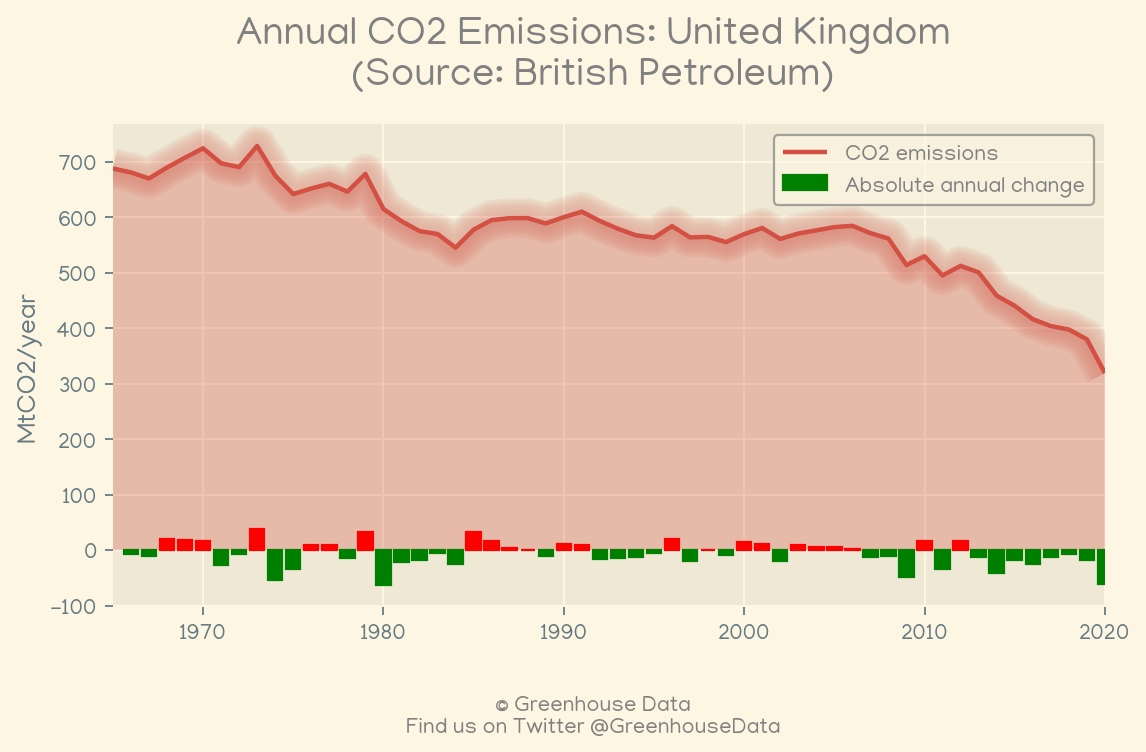 Annual CO2 Emissions: United Kingdom
(Source: British Petroleum)
CO2 emissions
Absolute annual change
MtCO2/year
700
600
500
400
300
200
100
0
−100
1970 1980 1990 2000 2010 2020
© Greenhouse Data
Find us on Twitter @GreenhouseData